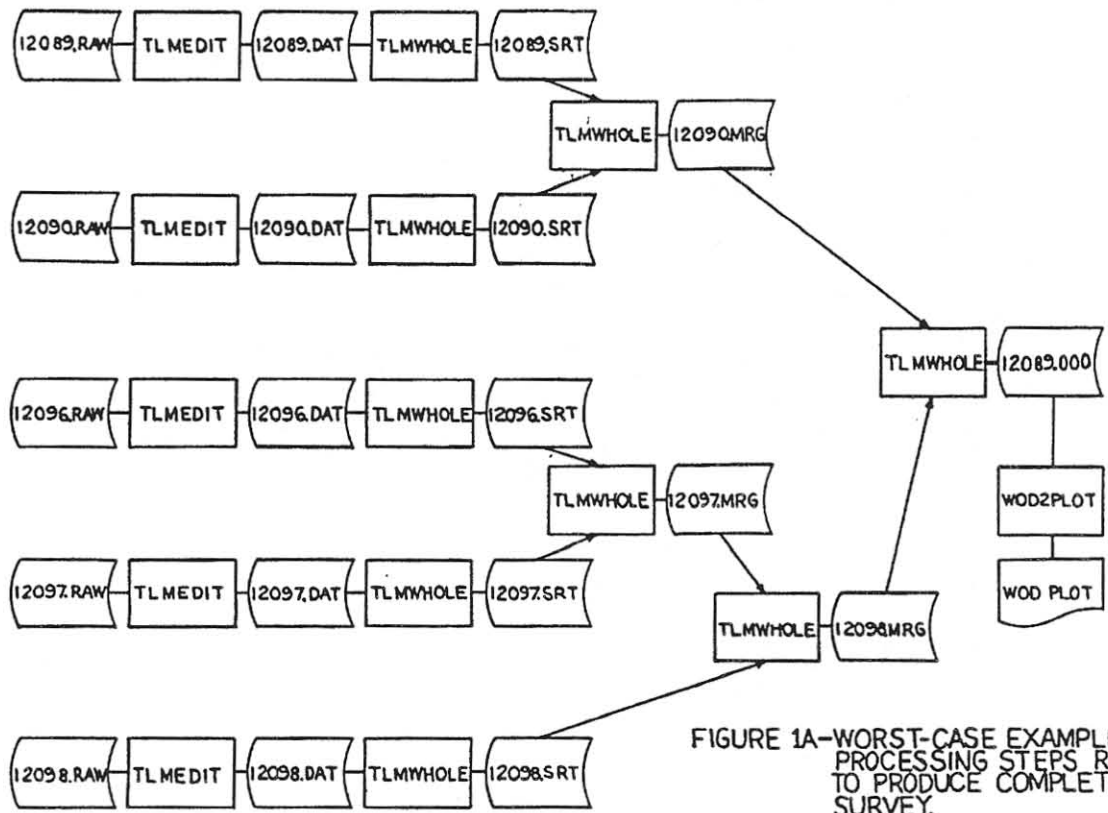 12089.RAW TLMEDIT 12089.DAT TLMWHOLE 12089.SRT
TLMWHOLE 12090.MRG
12090.RAW TLMEDIT 12090.DAT TLMWHOLE 12090.SRT
TLMWHOLE 12089.000
12096.RAW TLMEDIT 12096.DAT TLMWHOLE 12096.SRT
TLMWHOLE 12097.MRG
WOD2PLOT
12097.RAW TLMEDIT 12097.DAT TLMWHOLE 12097.SRT
WOD PLOT
TLMWHOLE 12098.MRG
12098.RAW TLMEDIT 12098.DAT TLMWHOLE 12098.SRT
FIGURE 1A-WORST-CASE
PROCESSING STEPS
TO PRODUCE
SURVEY.